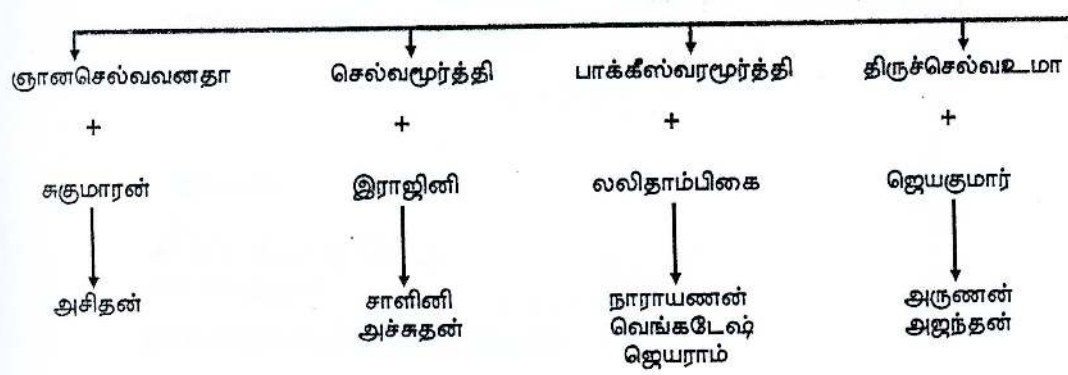 ஞானசெல்வவனதா செல்வமூர்த்தி பாக்கீஸ்வரமூர்த்தி திருச்செல்வஉமா
+ + + +
சுகுமாரன் இராஜினி லலிதாம்பிகை ஜெயகுமார்
அசிதன் சாளினி நாராயணன் அருணன்
அச்சுதன் வெங்கடேஷ் அஜந்தன்
ஜெயராம்